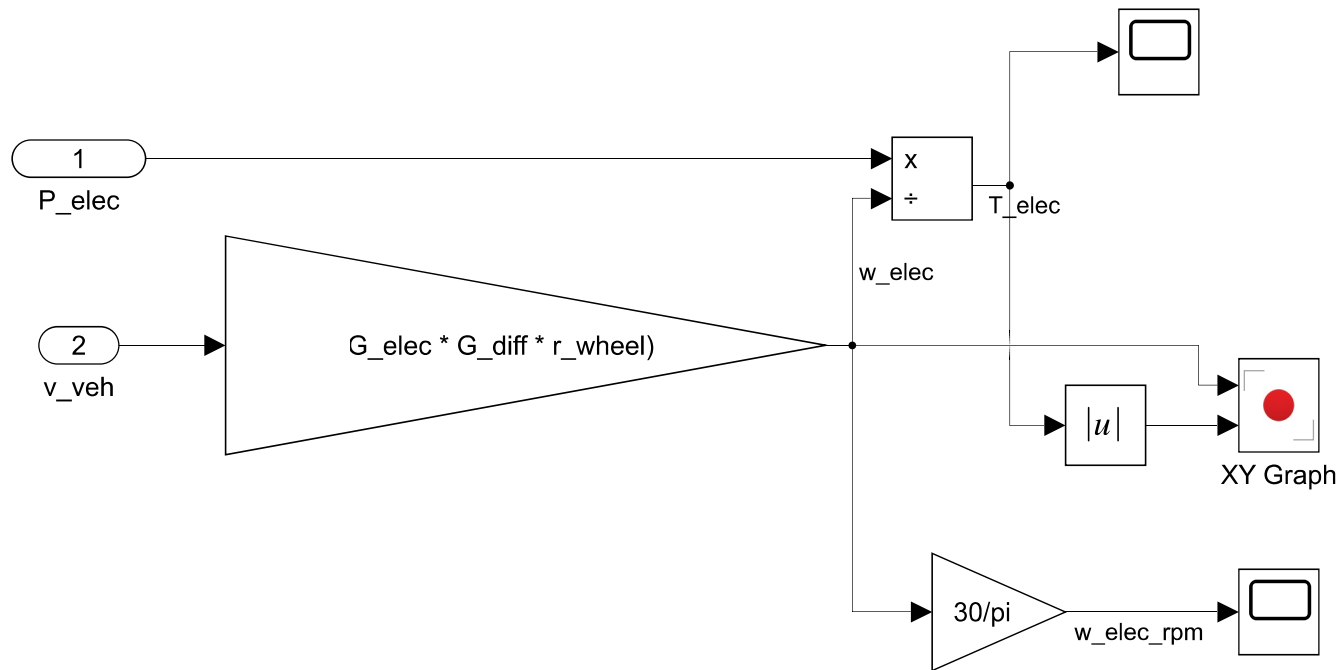 1
P_elec
x
÷
T_elec
w_elec
G_elec * G_diff * r_wheel)
2
v_veh
|u|
XY Graph
30/pi
w_elec_rpm